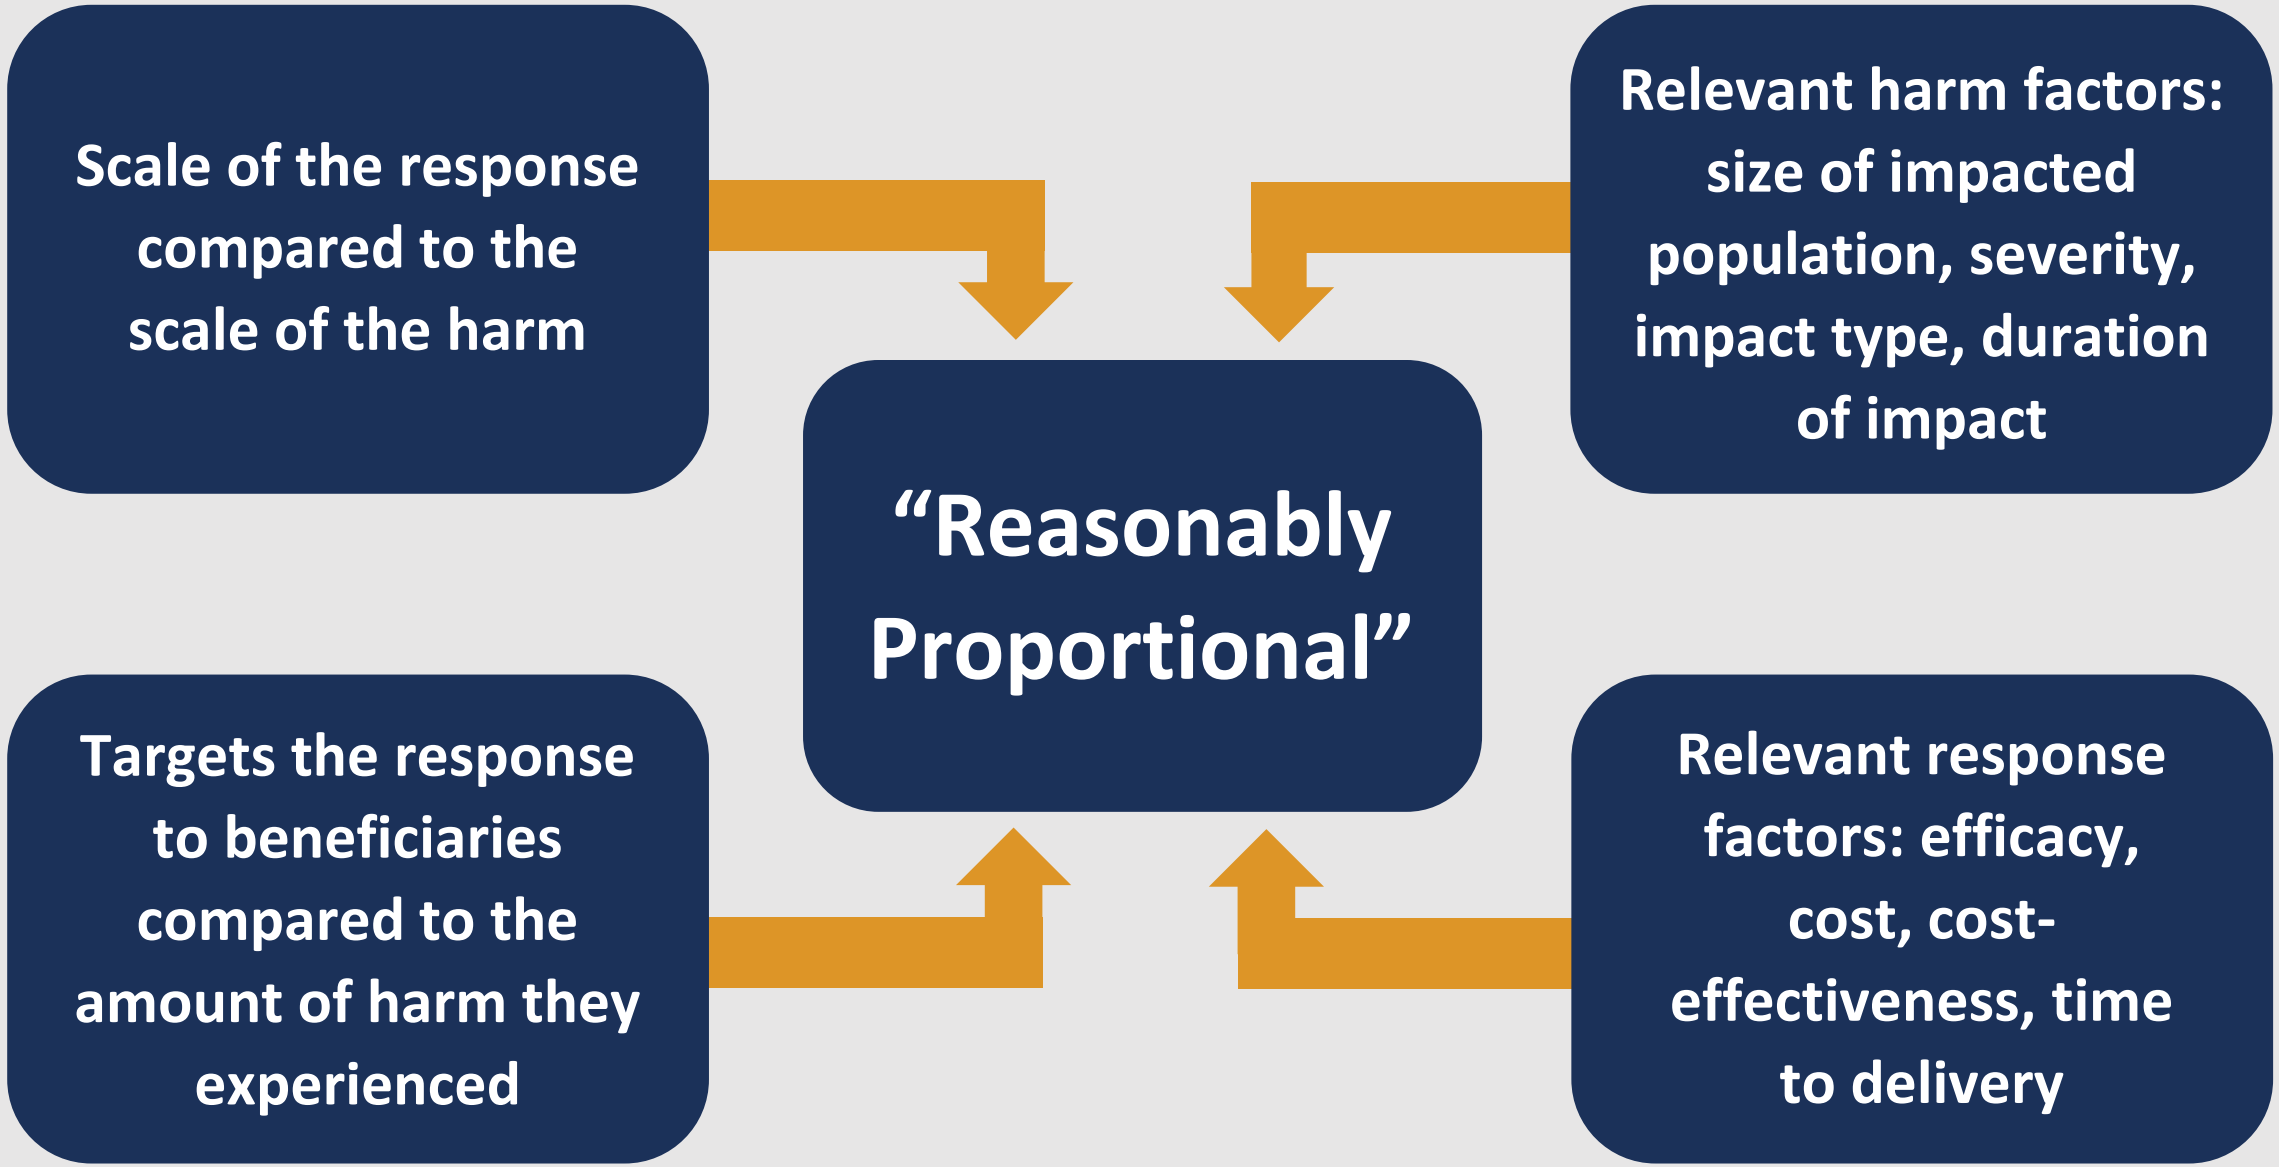 Scale of the response
compared to the
scale of the harm
Relevant harm factors:
size of impacted
population, severity,
impact type, duration
of impact
“Reasonably
Proportional”
Targets the response
to beneficiaries
compared to the
amount of harm they
experienced
Relevant response
factors: efficacy,
cost, cost-
effectiveness, time
to delivery